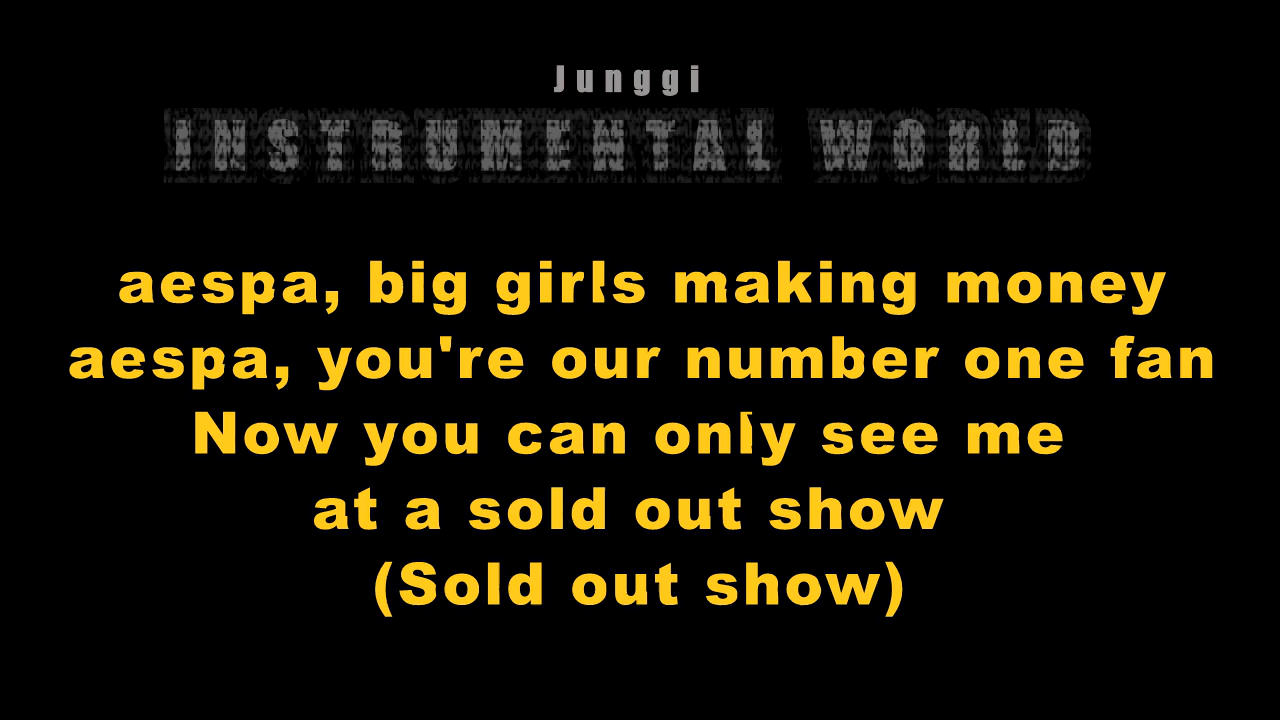 Junggi
INSTRUMENTAL WORLD
aespa, big girls making money
aespa, you're our number one fan
Now you can only see me
at a sold out show
(Sold out show)